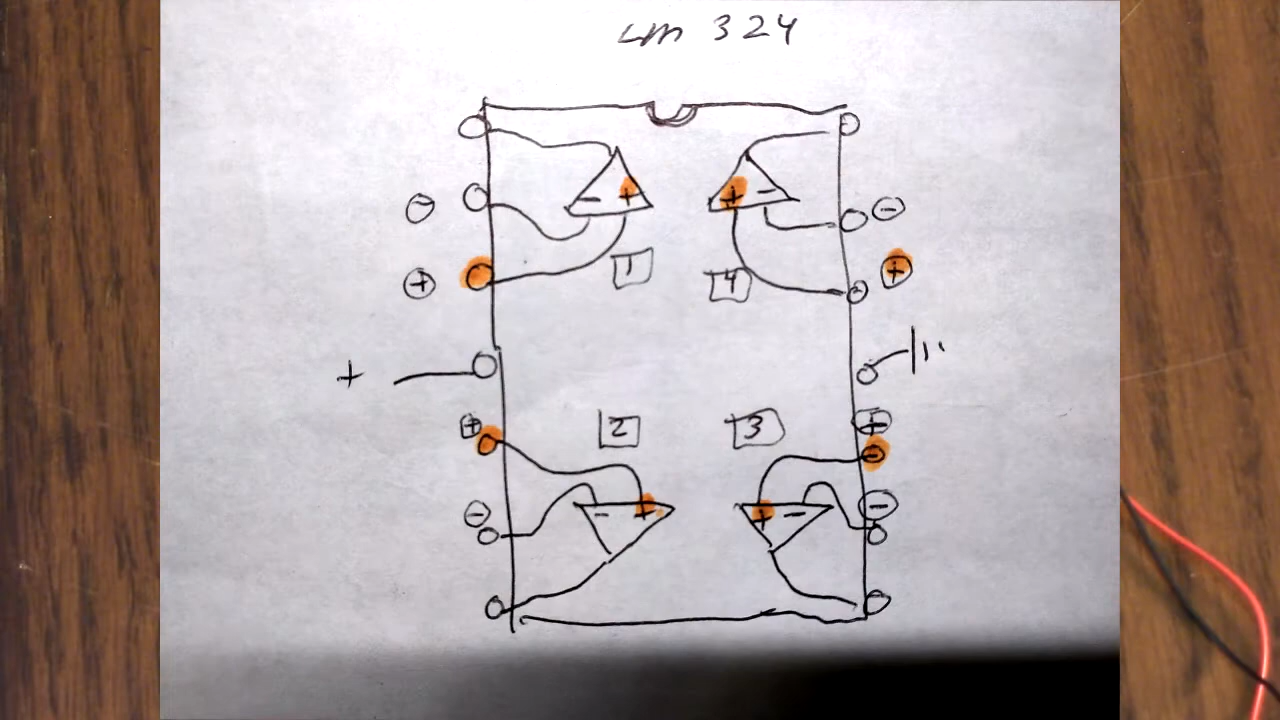 LM 324
- + + -
⊖ ⊖
⊕ 1 4 ⊕
+
⊕ 2 3 ⊕
⊖ - + + - ⊖